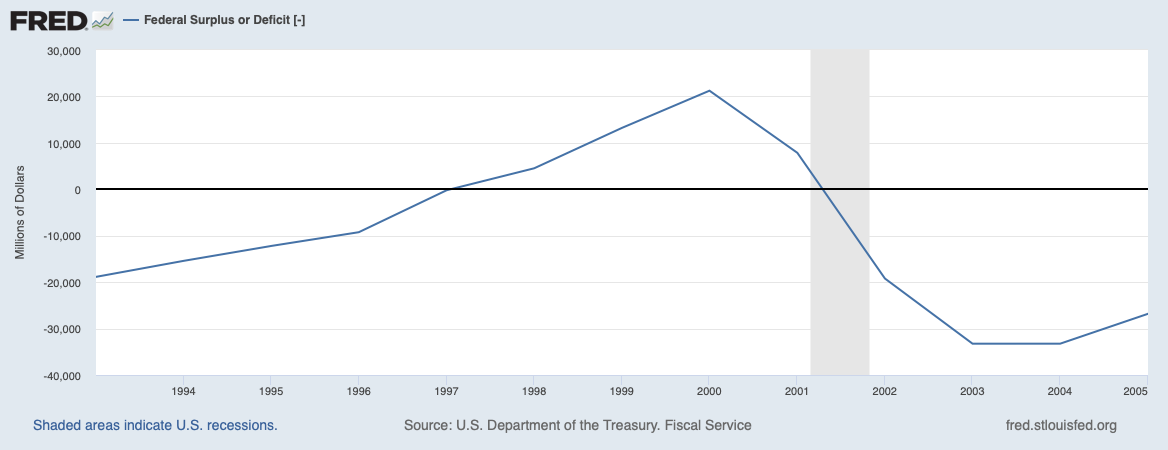 FRED
Federal Surplus or Deficit [-]
Millions of Dollars
30,000
20,000
10,000
0
-10,000
-20,000
-30,000
-40,000
1994 1995 1996 1997 1998 1999 2000 2001 2002 2003 2004 2005
Shaded areas indicate U.S. recessions.
Source: U.S. Department of the Treasury. Fiscal Service
fred.stlouisfed.org